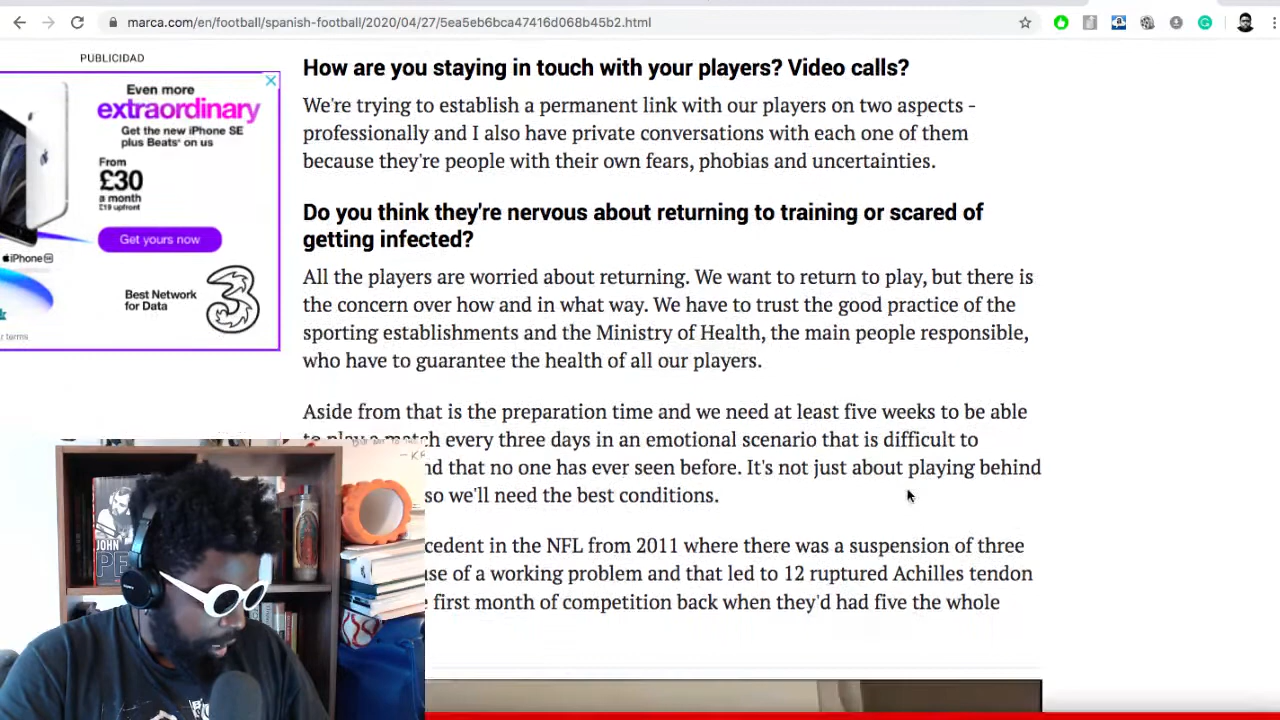 marca.com/en/football/spanish-football/2020/04/27/5ea5eb6bca47416d068b45b2.html
PUBLICIDAD
Even more
extraordinary
Get the new iPhone SE
plus Beats on us
From
£30
a month
£19 upfront
Get yours now
iPhone SE
Best Network
for Data
r terms
How are you staying in touch with your players? Video calls?
We're trying to establish a permanent link with our players on two aspects -
professionally and I also have private conversations with each one of them
because they're people with their own fears, phobias and uncertainties.
Do you think they're nervous about returning to training or scared of
getting infected?
All the players are worried about returning. We want to return to play, but there is
the concern over how and in what way. We have to trust the good practice of the
sporting establishments and the Ministry of Health, the main people responsible,
who have to guarantee the health of all our players.
Aside from that is the preparation time and we need at least five weeks to be able
to play a match every three days in an emotional scenario that is difficult to
nd that no one has ever seen before. It's not just about playing behind
so we'll need the best conditions.
cedent in the NFL from 2011 where there was a suspension of three
se of a working problem and that led to 12 ruptured Achilles tendon
first month of competition back when they'd had five the whole
JOHN
PE